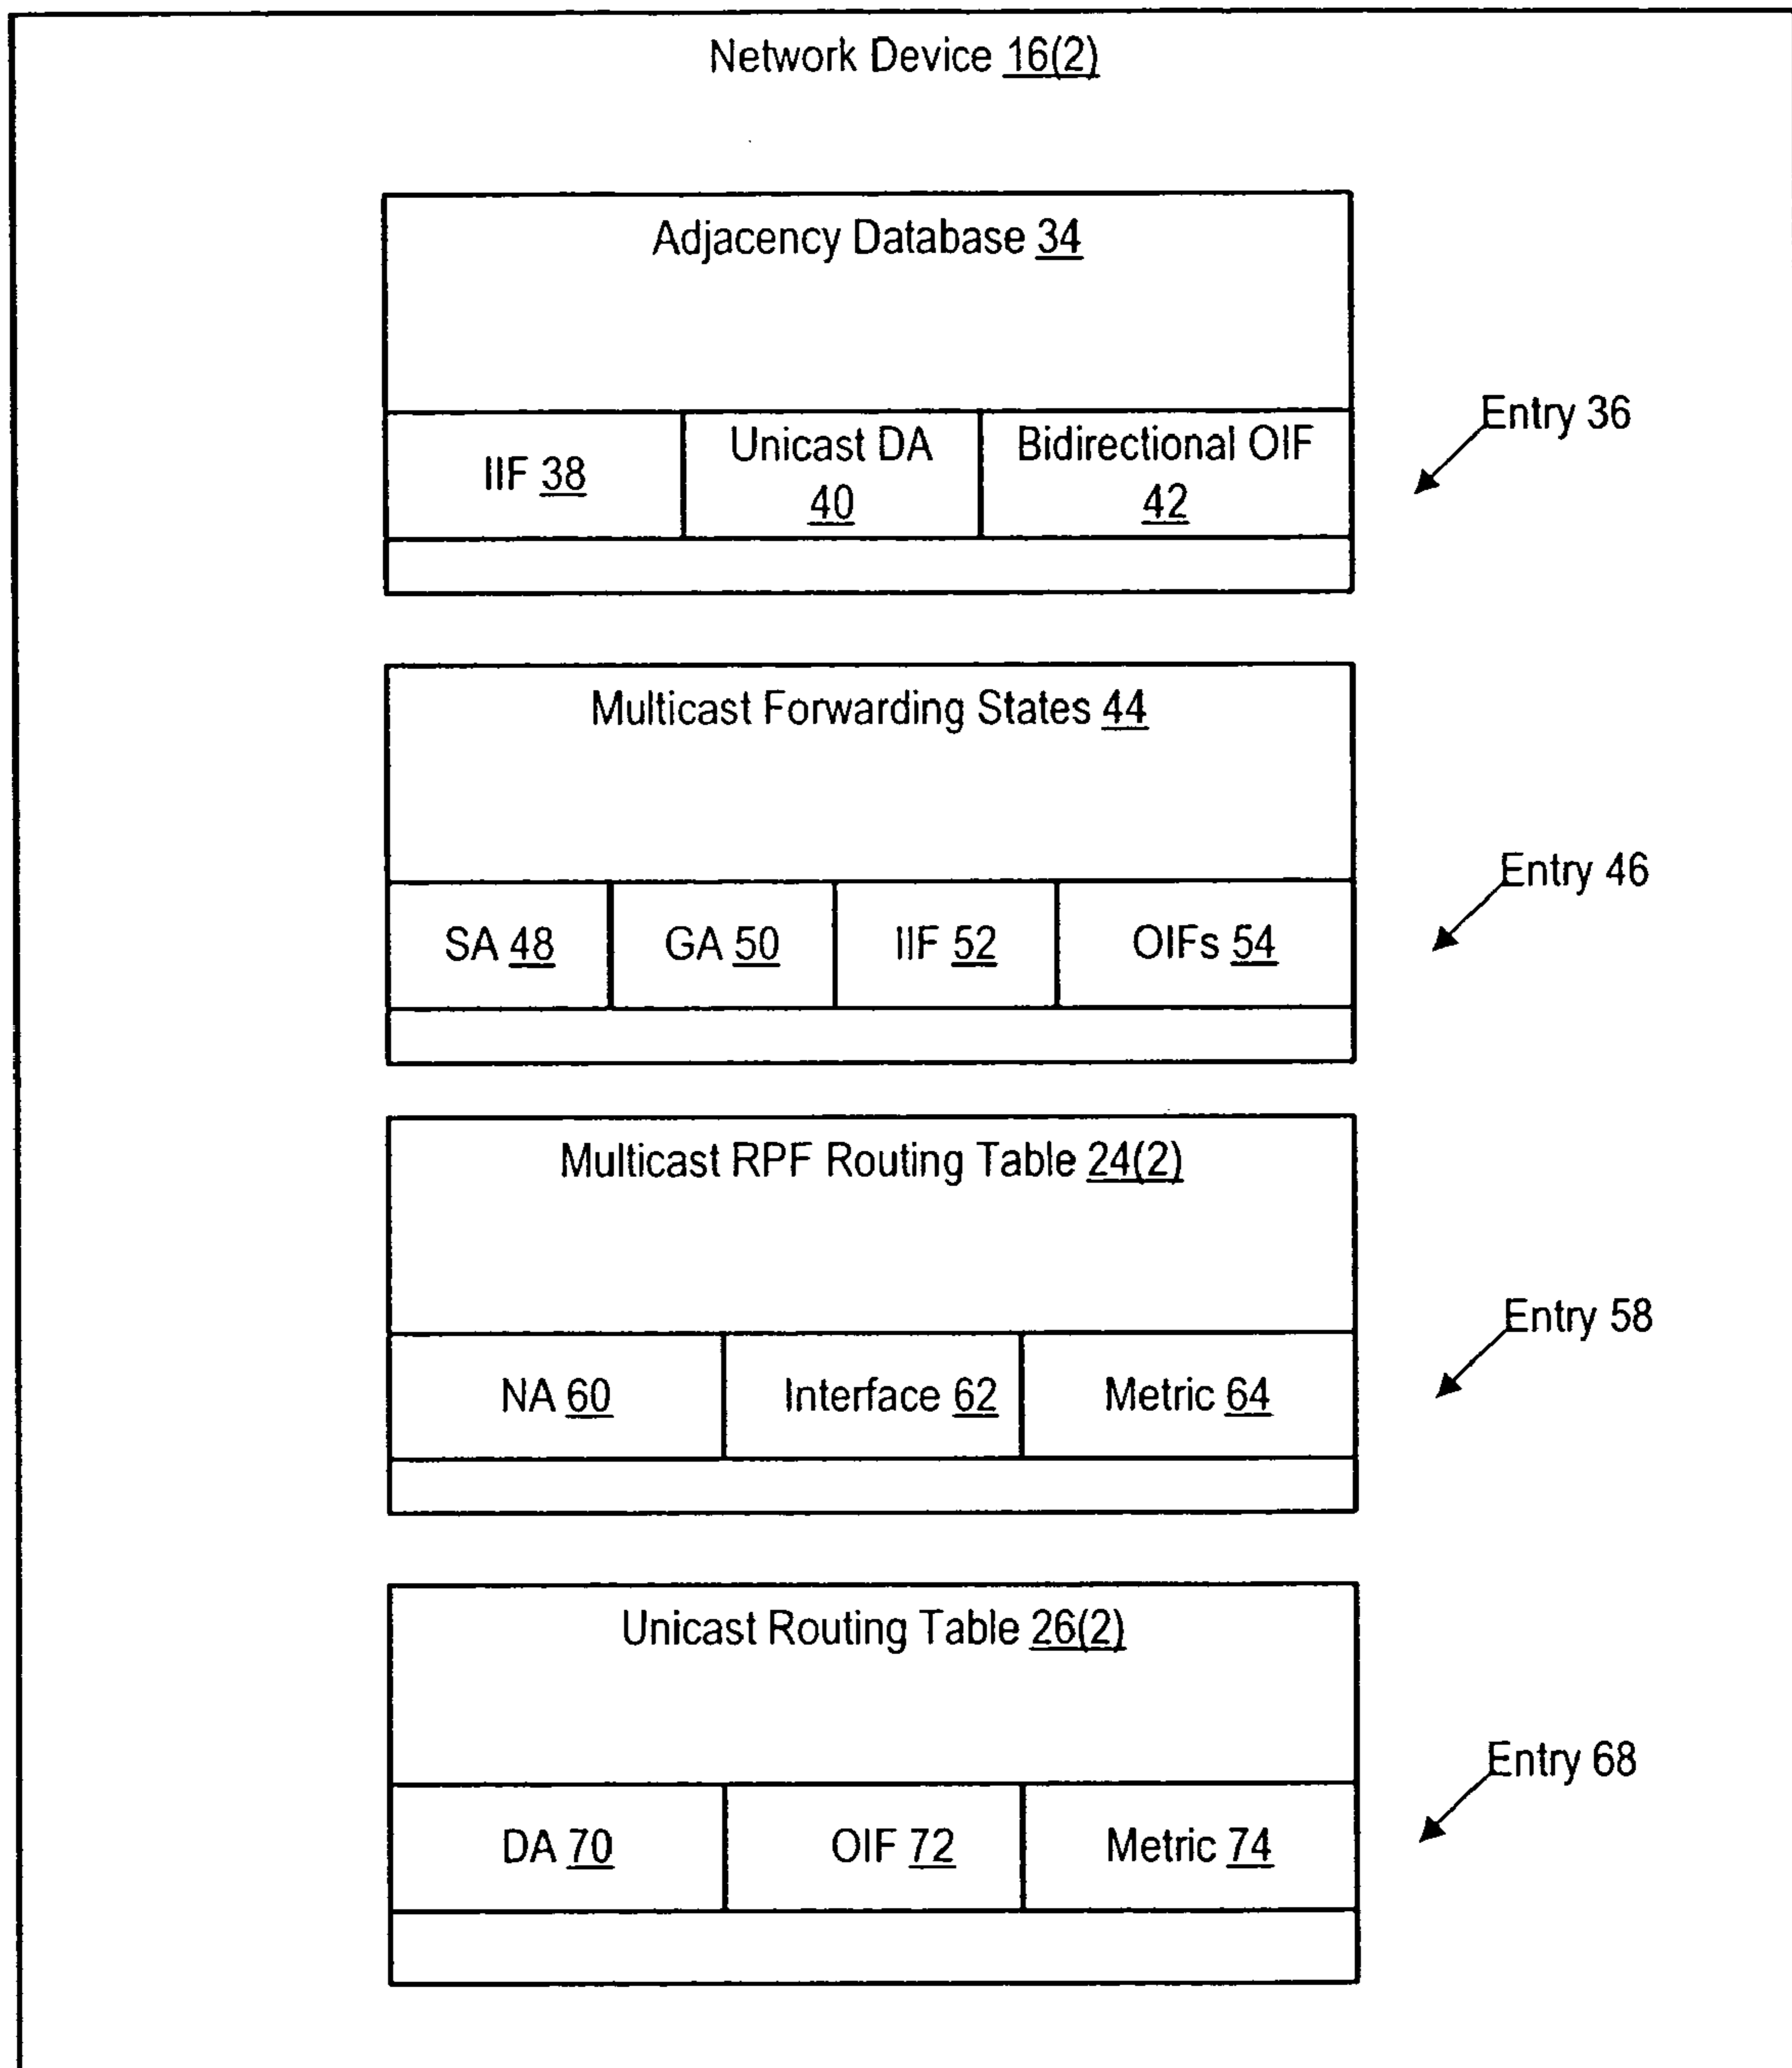 Network Device 16(2)
Adjacency Database 34
Entry 36
IIF 38
Unicast DA
40
Bidirectional OIF
42
Multicast Forwarding States 44
Entry 46
SA 48
GA 50
IIF 52
OIFs 54
Multicast RPF Routing Table 24(2)
Entry 58
NA 60
Interface 62
Metric 64
Unicast Routing Table 26(2)
Entry 68
DA 70
OIF 72
Metric 74